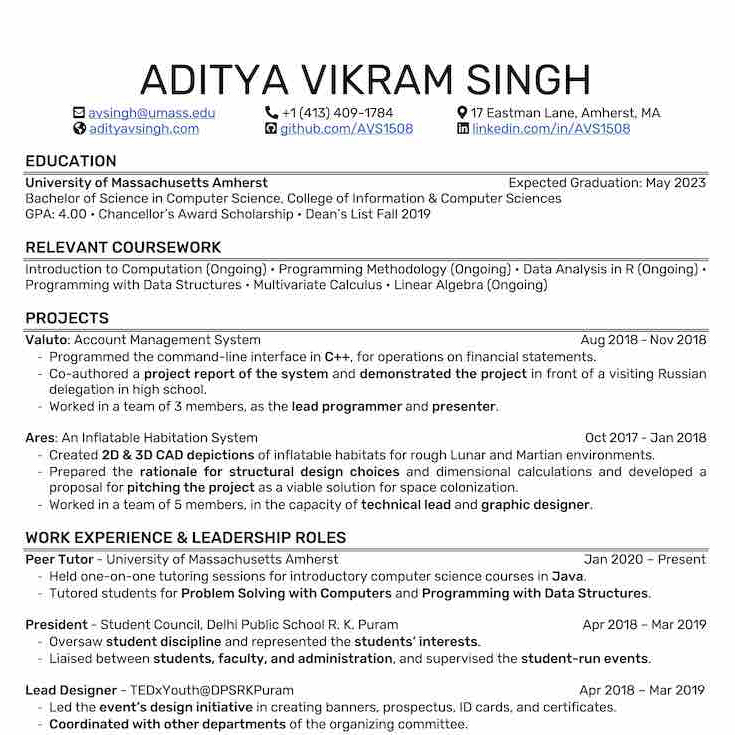 ADITYA VIKRAM SINGH
avsingh@umass.edu +1 (413) 409-1784 17 Eastman Lane, Amherst, MA
adityavsingh.com github.com/AVS1508 linkedin.com/in/AVS1508
EDUCATION
University of Massachusetts Amherst Expected Graduation: May 2023
Bachelor of Science in Computer Science, College of Information & Computer Sciences
GPA: 4.00 • Chancellor's Award Scholarship • Dean's List Fall 2019
RELEVANT COURSEWORK
Introduction to Computation (Ongoing) • Programming Methodology (Ongoing) • Data Analysis in R (Ongoing) •
Programming with Data Structures • Multivariate Calculus • Linear Algebra (Ongoing)
PROJECTS
Valuto: Account Management System Aug 2018 - Nov 2018
- Programmed the command-line interface in C++, for operations on financial statements.
- Co-authored a project report of the system and demonstrated the project in front of a visiting Russian
delegation in high school.
- Worked in a team of 3 members, as the lead programmer and presenter.
Ares: An Inflatable Habitation System Oct 2017 - Jan 2018
- Created 2D & 3D CAD depictions of inflatable habitats for rough Lunar and Martian environments.
- Prepared the rationale for structural design choices and dimensional calculations and developed a
proposal for pitching the project as a viable solution for space colonization.
- Worked in a team of 5 members, in the capacity of technical lead and graphic designer.
WORK EXPERIENCE & LEADERSHIP ROLES
Peer Tutor - University of Massachusetts Amherst Jan 2020 – Present
- Held one-on-one tutoring sessions for introductory computer science courses in Java.
- Tutored students for Problem Solving with Computers and Programming with Data Structures.
President - Student Council, Delhi Public School R. K. Puram Apr 2018 – Mar 2019
- Oversaw student discipline and represented the students' interests.
- Liaised between students, faculty, and administration, and supervised the student-run events.
Lead Designer - TEDxYouth@DPSRKPuram Apr 2018 – Mar 2019
- Led the event's design initiative in creating banners, prospectus, ID cards, and certificates.
- Coordinated with other departments of the organizing committee.